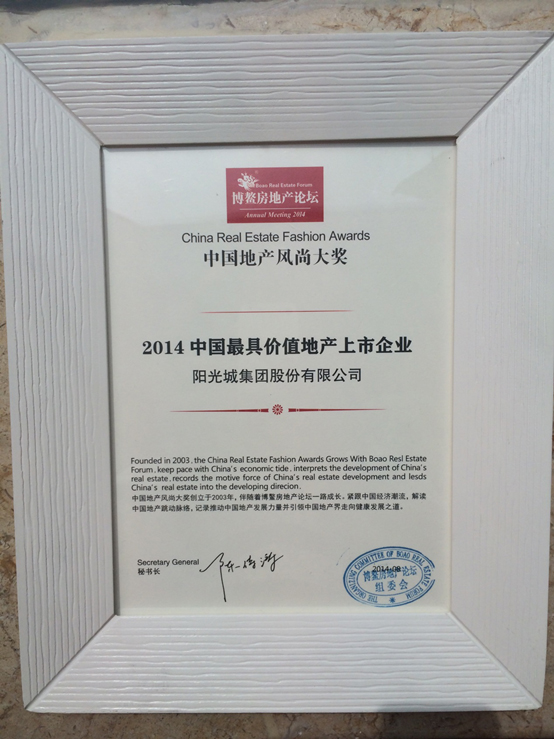 Boao Real Estate Forum
博鳌房地产论坛
Annual Meeting 2014
China Real Estate Fashion Awards
中国地产风尚大奖
2014 中国最具价值地产上市企业
阳光城集团股份有限公司
Founded in 2003, the China Real Estate Fashion Awards Grows With Boao Resl Estate
Forum, keep pace with China's economic tide, interprets the development of China's
real estate, records the motive force of China's real estate development and lesds
China's real estate into the developing direcion.
中国地产风尚大奖创立于2003年，伴随着博鳌房地产论坛一路成长。紧跟中国经济潮流，解读
中国地产跳动脉络，记录推动中国地产发展力量并引领中国地产界走向健康发展之道。
Secretary General
秘书长
THE ORGANIZING COMMITTEE OF BOAO REAL ESTATE FORUM
2014-08
博鳌房地产论坛
组委会